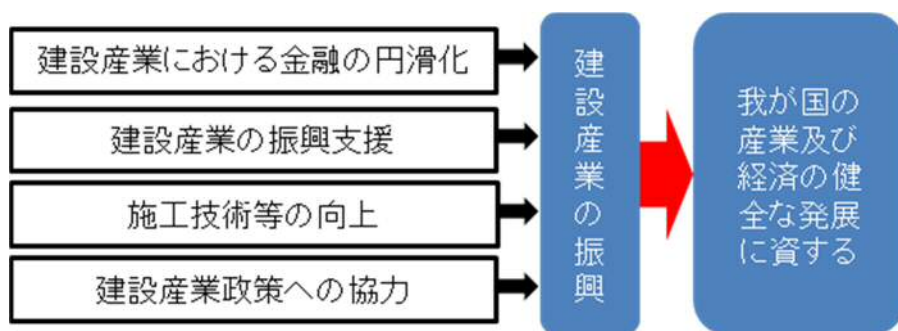 建設産業における金融の円滑化
建設産業の振興支援
施工技術等の向上
建設産業政策への協力
建設産業の振興
我が国の
産業及び
経済の健
全な発展
に資する